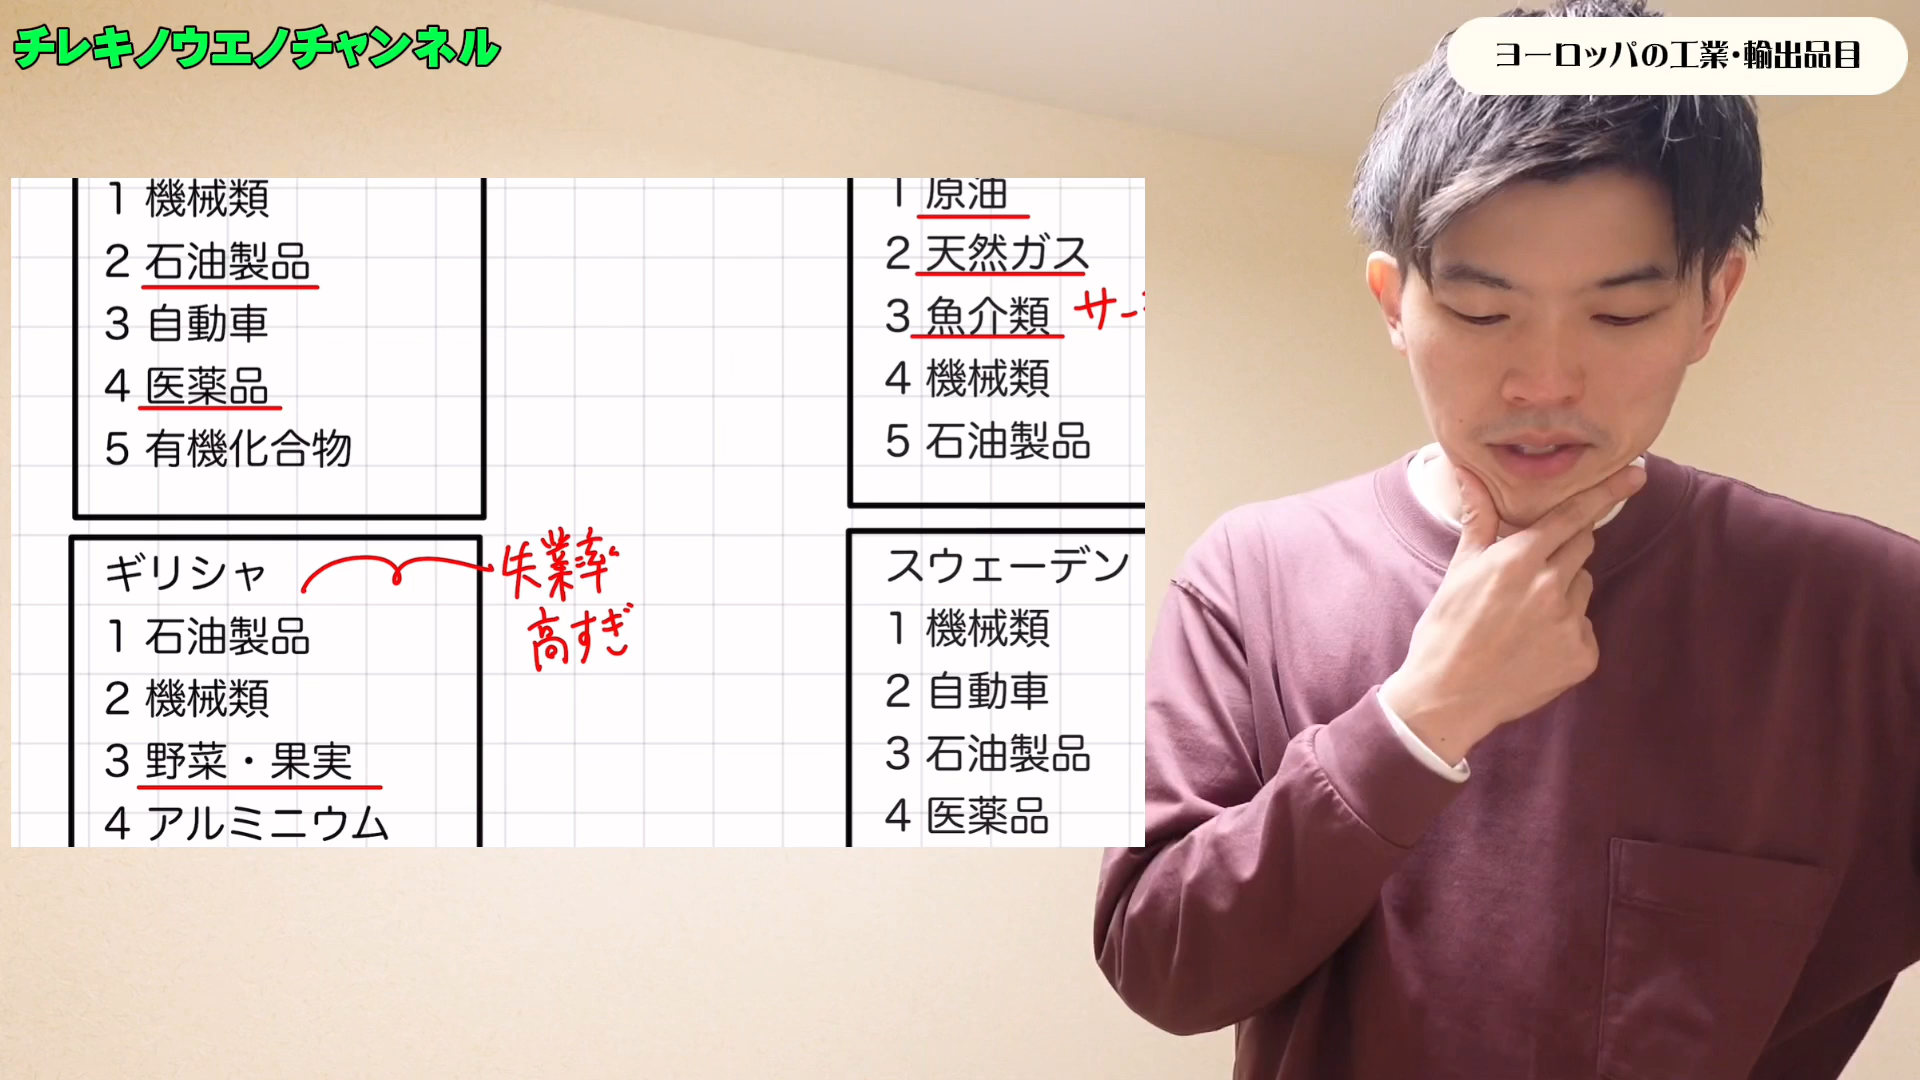 チレキノウエノチャンネル
ヨーロッパの工業・輸出品目
1 機械類
2 石油製品
3 自動車
4 医薬品
5 有機化合物
ギリシャ
失業率
高すぎ
1 石油製品
2 機械類
3 野菜・果実
4 アルミニウム
1 原油
2 天然ガス
3 魚介類
サー
4 機械類
5 石油製品
スウェーデン
1 機械類
2 自動車
3 石油製品
4 医薬品